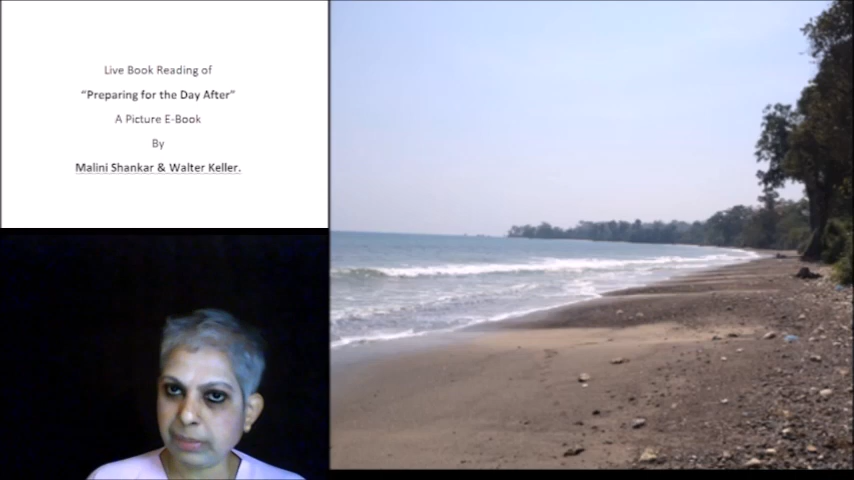 Live Book Reading of
“Preparing for the Day After”
A Picture E-Book
By
Malini Shankar & Walter Keller.